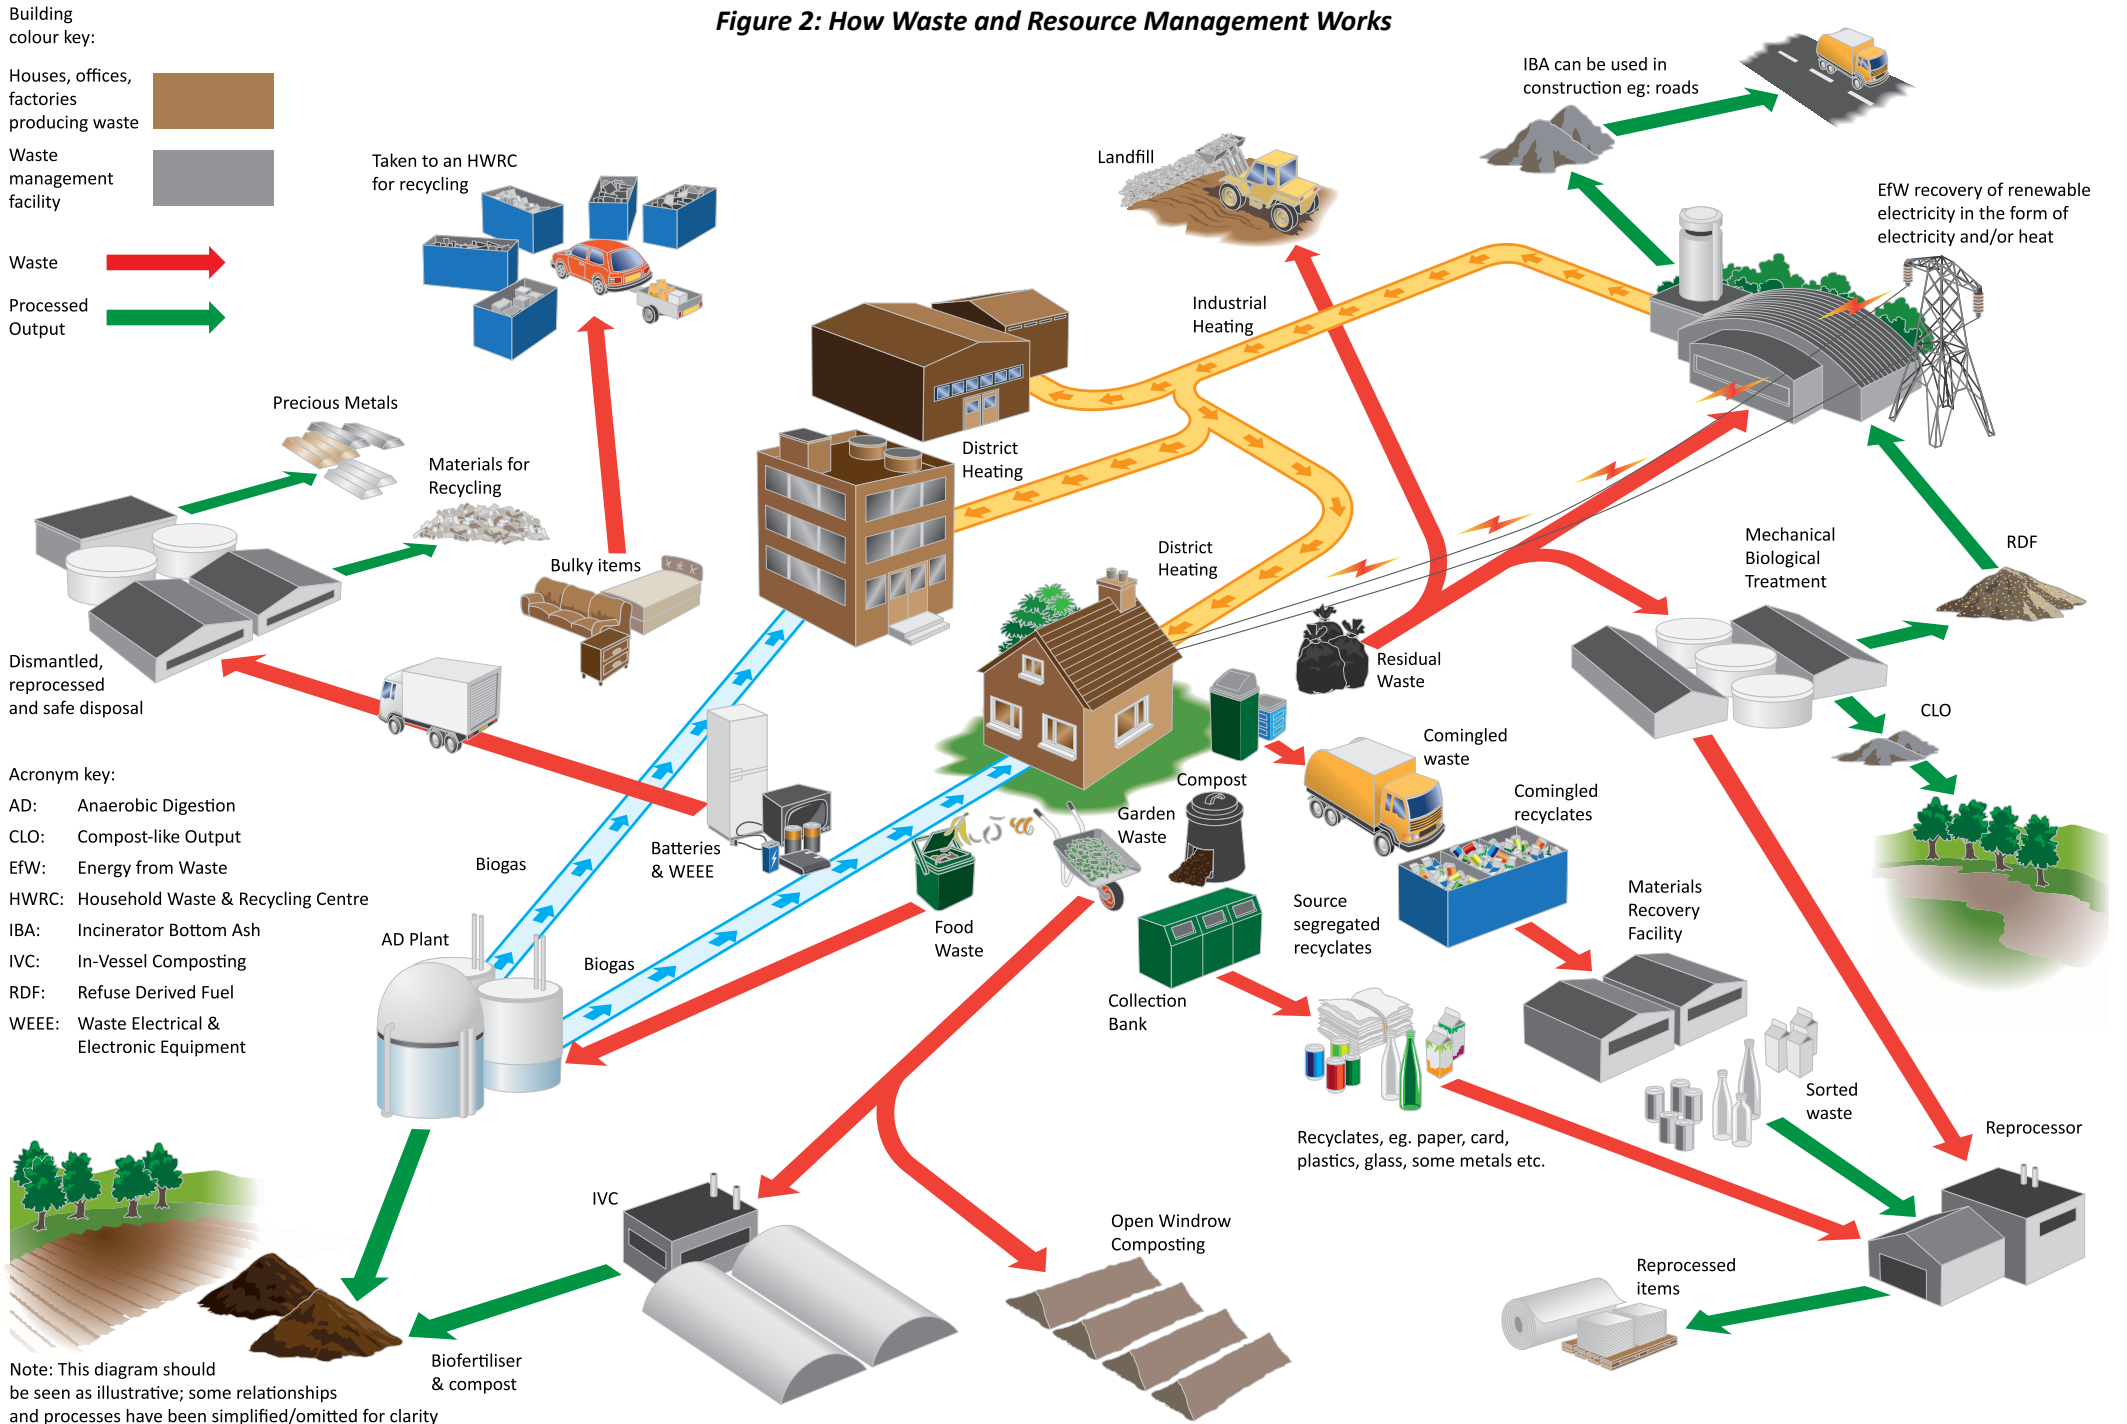 Figure 2: How Waste and Resource Management Works
Building
colour key:
Houses, offices,
factories
producing waste
Waste
management
facility
Waste
Processed
Output
Taken to an HWRC
for recycling
Landfill
IBA can be used in
construction eg: roads
EfW recovery of renewable
electricity in the form of
electricity and/or heat
Industrial
Heating
Precious Metals
Materials for
Recycling
District
Heating
Bulky items
District
Heating
Mechanical
Biological
Treatment
RDF
Dismantled,
reprocessed
and safe disposal
Residual
Waste
CLO
Comingled
waste
Compost
Comingled
recyclates
Garden
Waste
Acronym key:
AD: Anaerobic Digestion
CLO: Compost-like Output
EfW: Energy from Waste
HWRC: Household Waste & Recycling Centre
IBA: Incinerator Bottom Ash
IVC: In-Vessel Composting
RDF: Refuse Derived Fuel
WEEE: Waste Electrical &
Electronic Equipment
Biogas
Batteries
& WEEE
Source
segregated
recyclates
Materials
Recovery
Facility
AD Plant
Biogas
Food
Waste
Collection
Bank
Sorted
waste
Recyclates, eg. paper, card,
plastics, glass, some metals etc.
Reprocessor
IVC
Open Windrow
Composting
Reprocessed
items
Biofertiliser
& compost
Note: This diagram should
be seen as illustrative; some relationships
and processes have been simplified/omitted for clarity